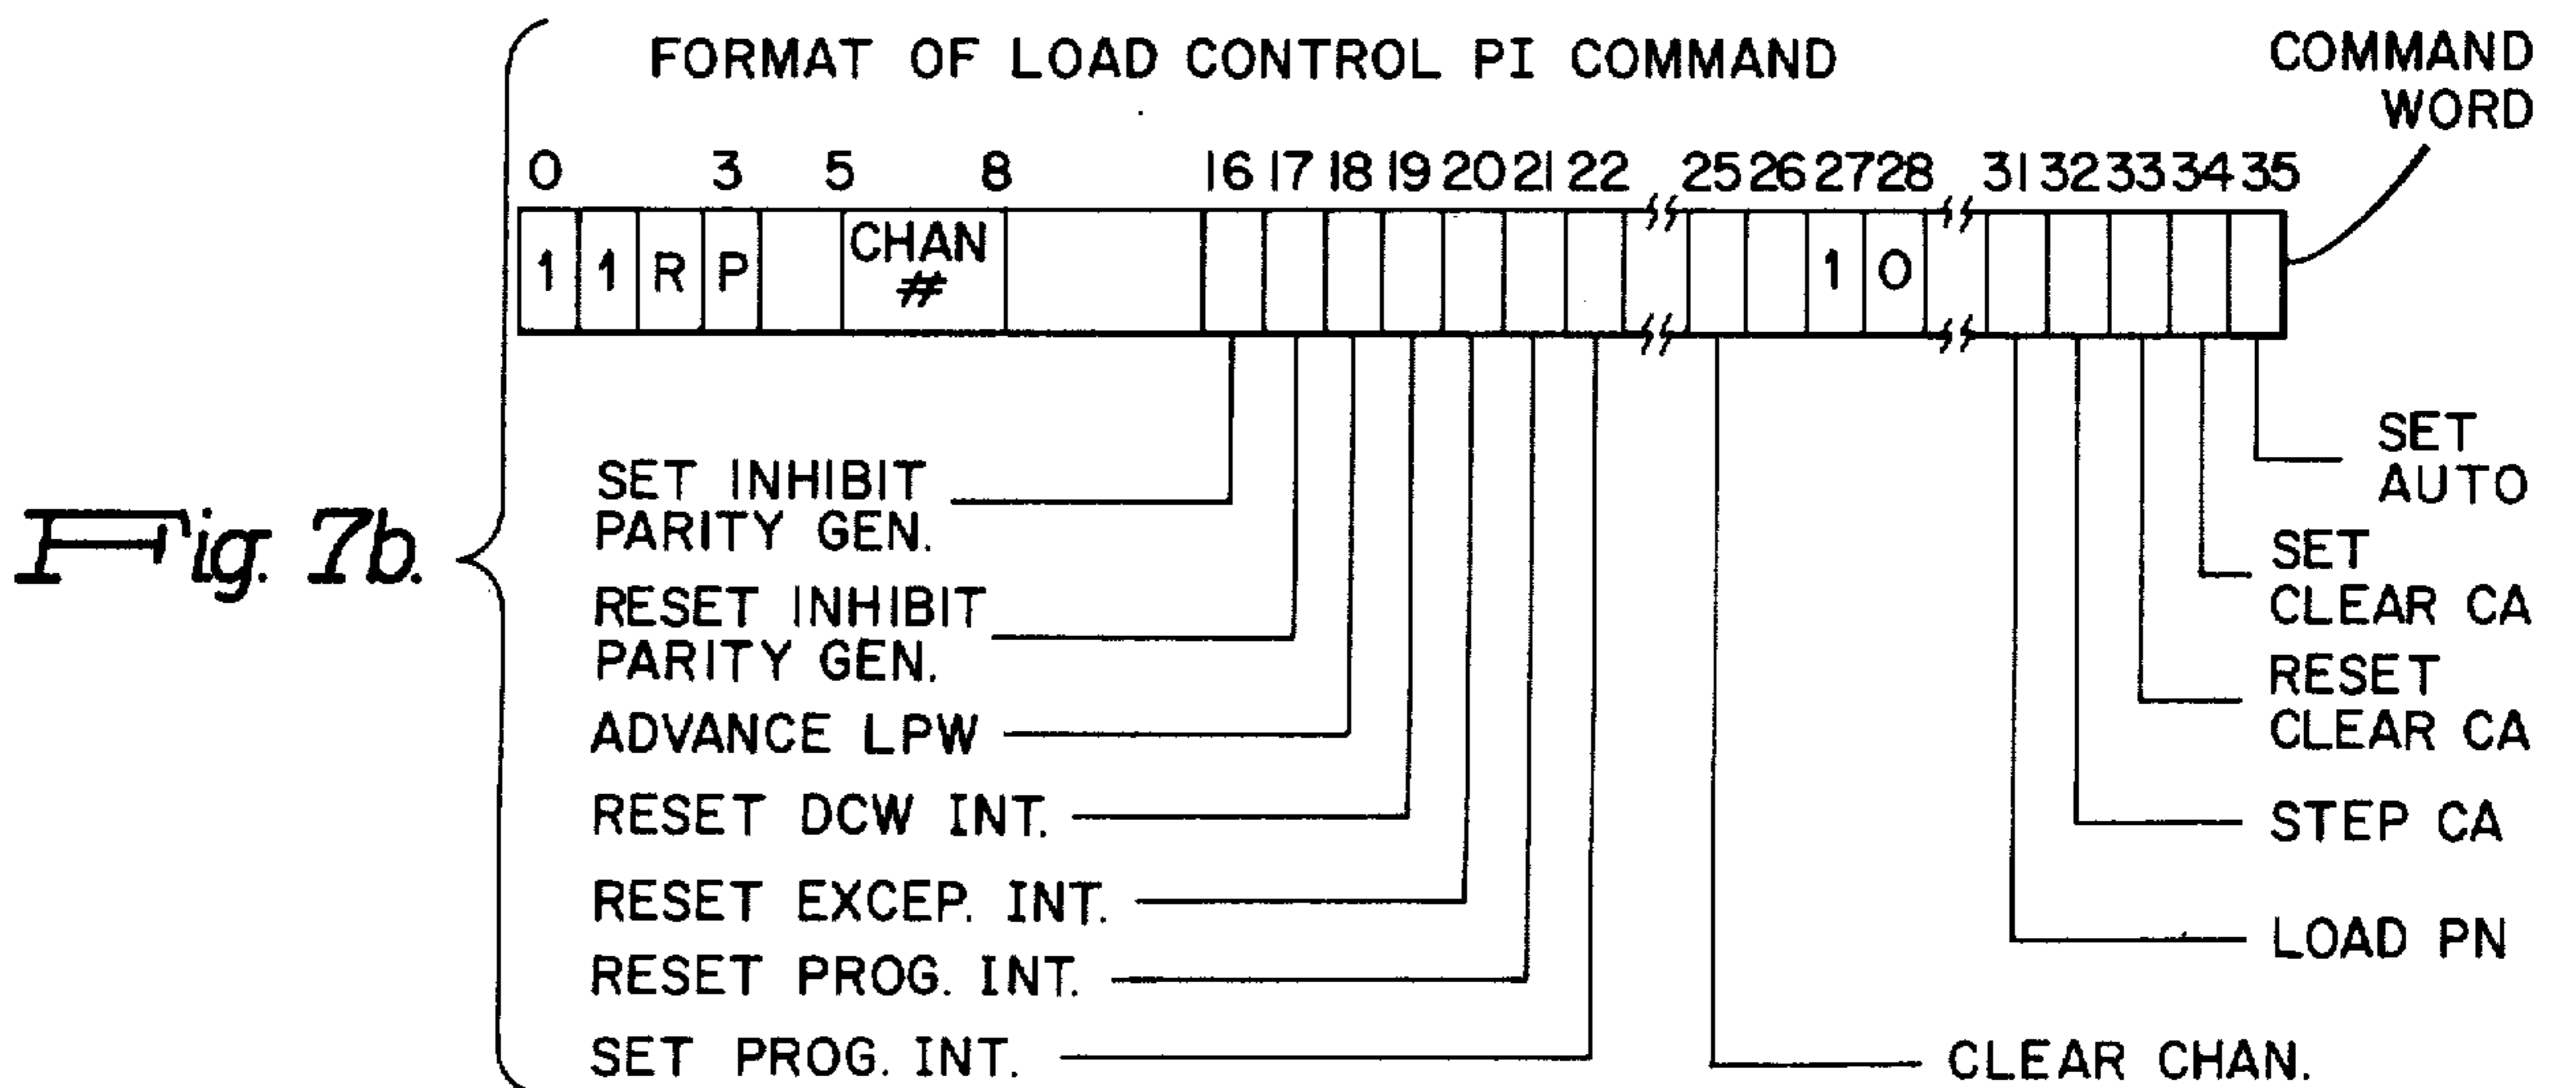 FORMAT OF LOAD CONTROL PI COMMAND
COMMAND
WORD
0 3 5 8 16 17 18 19 20 21 22 25 26 27 28 31 32 33 34 35
1 1 R P CHAN # 1 0
Fig. 7b.
SET INHIBIT
PARITY GEN.
RESET INHIBIT
PARITY GEN.
ADVANCE LPW
RESET DCW INT.
RESET EXCEP. INT.
RESET PROG. INT.
SET PROG. INT.
SET
AUTO
SET
CLEAR CA
RESET
CLEAR CA
STEP CA
LOAD PN
CLEAR CHAN.